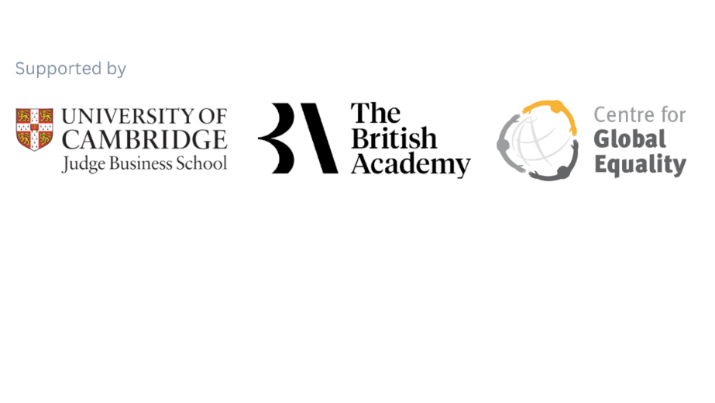 Supported by
UNIVERSITY OF
CAMBRIDGE
Judge Business School
The
British
Academy
Centre for
Global
Equality